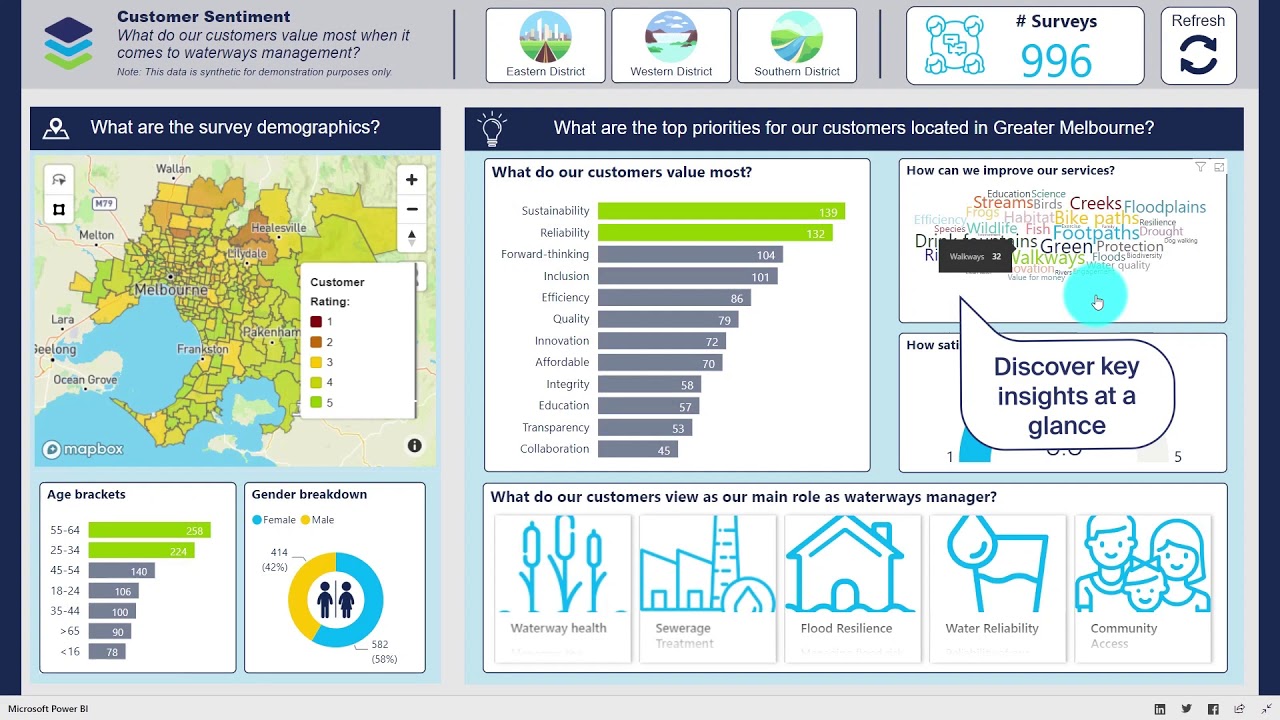 Customer Sentiment
What do our customers value most when it
comes to waterway management?
Note: This data is synthetic for demonstration purposes only.
Eastern District
Western District
Southern District
# Surveys
996
Refresh
What are the survey demographics?
What are the top priorities for our customers located in Greater Melbourne?
Wallan
M79
Melton
Healesville
Lilydale
Melbourne
Lara
Pakenham
Geelong
Frankston
Ocean Grove
mapbox
Customer
Rating:
1
2
3
4
5
What do our customers value most?
Sustainability 139
Reliability 132
Forward-thinking 104
Inclusion 101
Efficiency 86
Quality 79
Innovation 72
Affordable 70
Integrity 58
Education 57
Transparency 53
Collaboration 45
How can we improve our services?
Education Science
Streams Birds Creeks Floodplains
Efficiency Frogs Habitat Bike paths Resilience
Species Wildlife Fish Footpaths Drought
Green Protection Dog walking
Walkways 32
Walkways Floods Biodiversity
Rivers Water quality
Value for money
How sati
Discover key
insights at a
glance
1
5
Age brackets
55-64 258
25-34 224
45-54 140
18-24 106
35-44 100
>65 90
<16 78
Gender breakdown
Female Male
414
(42%)
582
(58%)
What do our customers view as our main role as waterways manager?
Waterway health
Sewerage
Treatment
Flood Resilience
Water Reliability
Community
Access
Microsoft Power BI